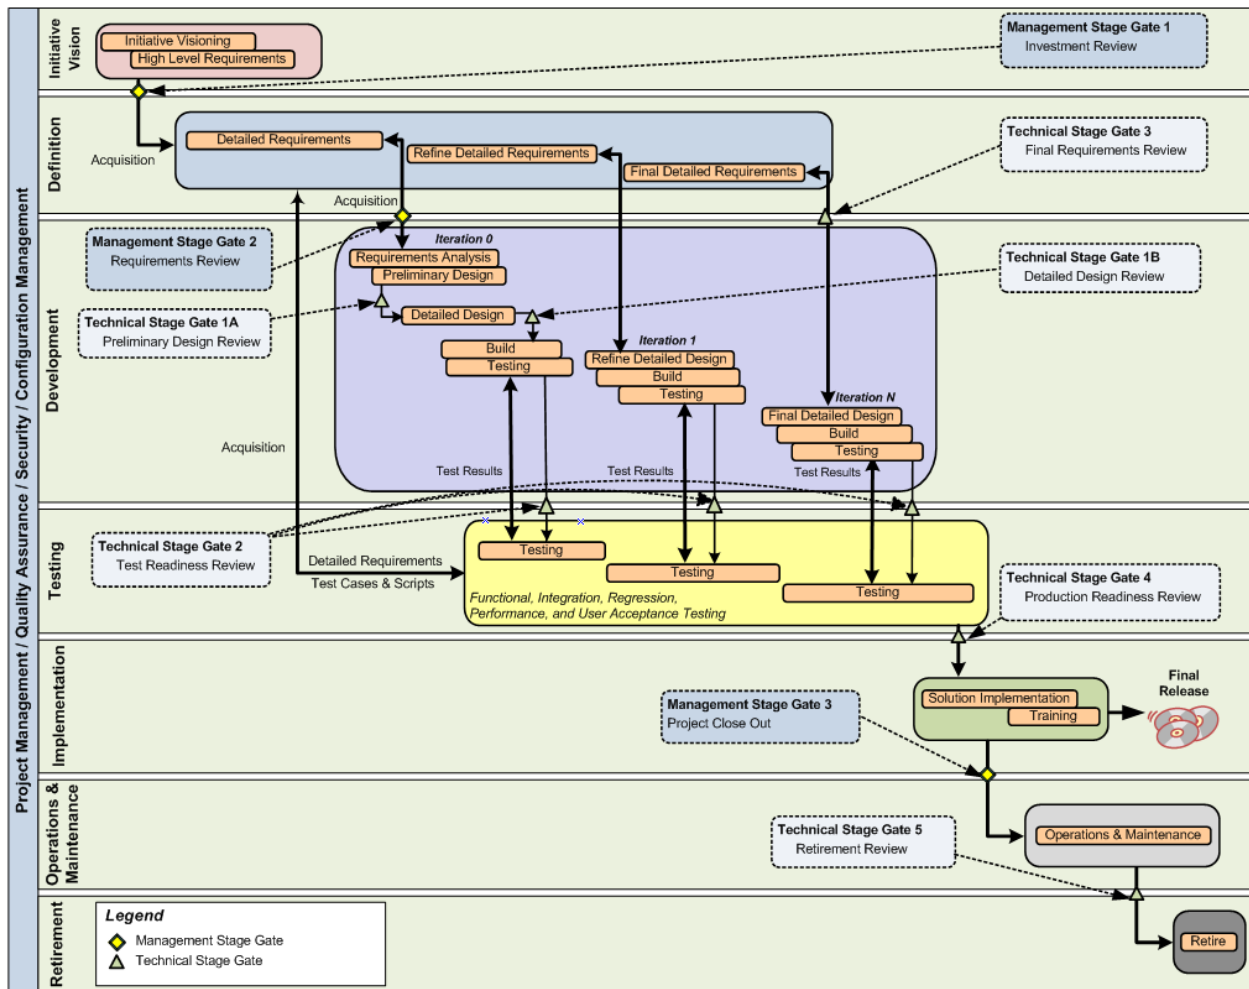 Project Management / Quality Assurance / Security / Configuration Management
Initiative
Vision
Initiative Visioning
High Level Requirements
Management Stage Gate 1
Investment Review
Definition
Acquisition
Detailed Requirements
Refine Detailed Requirements
Final Detailed Requirements
Technical Stage Gate 3
Final Requirements Review
Acquisition
Development
Management Stage Gate 2
Requirements Review
Iteration 0
Requirements Analysis
Preliminary Design
Technical Stage Gate 1B
Detailed Design Review
Technical Stage Gate 1A
Preliminary Design Review
Detailed Design
Build
Testing
Iteration 1
Refine Detailed Design
Build
Testing
Iteration N
Final Detailed Design
Build
Testing
Acquisition
Test Results
Test Results
Test Results
Testing
Technical Stage Gate 2
Test Readiness Review
Detailed Requirements
Test Cases & Scripts
Testing
Testing
Testing
Functional, Integration, Regression,
Performance, and User Acceptance Testing
Technical Stage Gate 4
Production Readiness Review
Implementation
Management Stage Gate 3
Project Close Out
Solution Implementation
Training
Final
Release
Operations &
Maintenance
Technical Stage Gate 5
Retirement Review
Operations & Maintenance
Retirement
Legend
Management Stage Gate
Technical Stage Gate
Retire